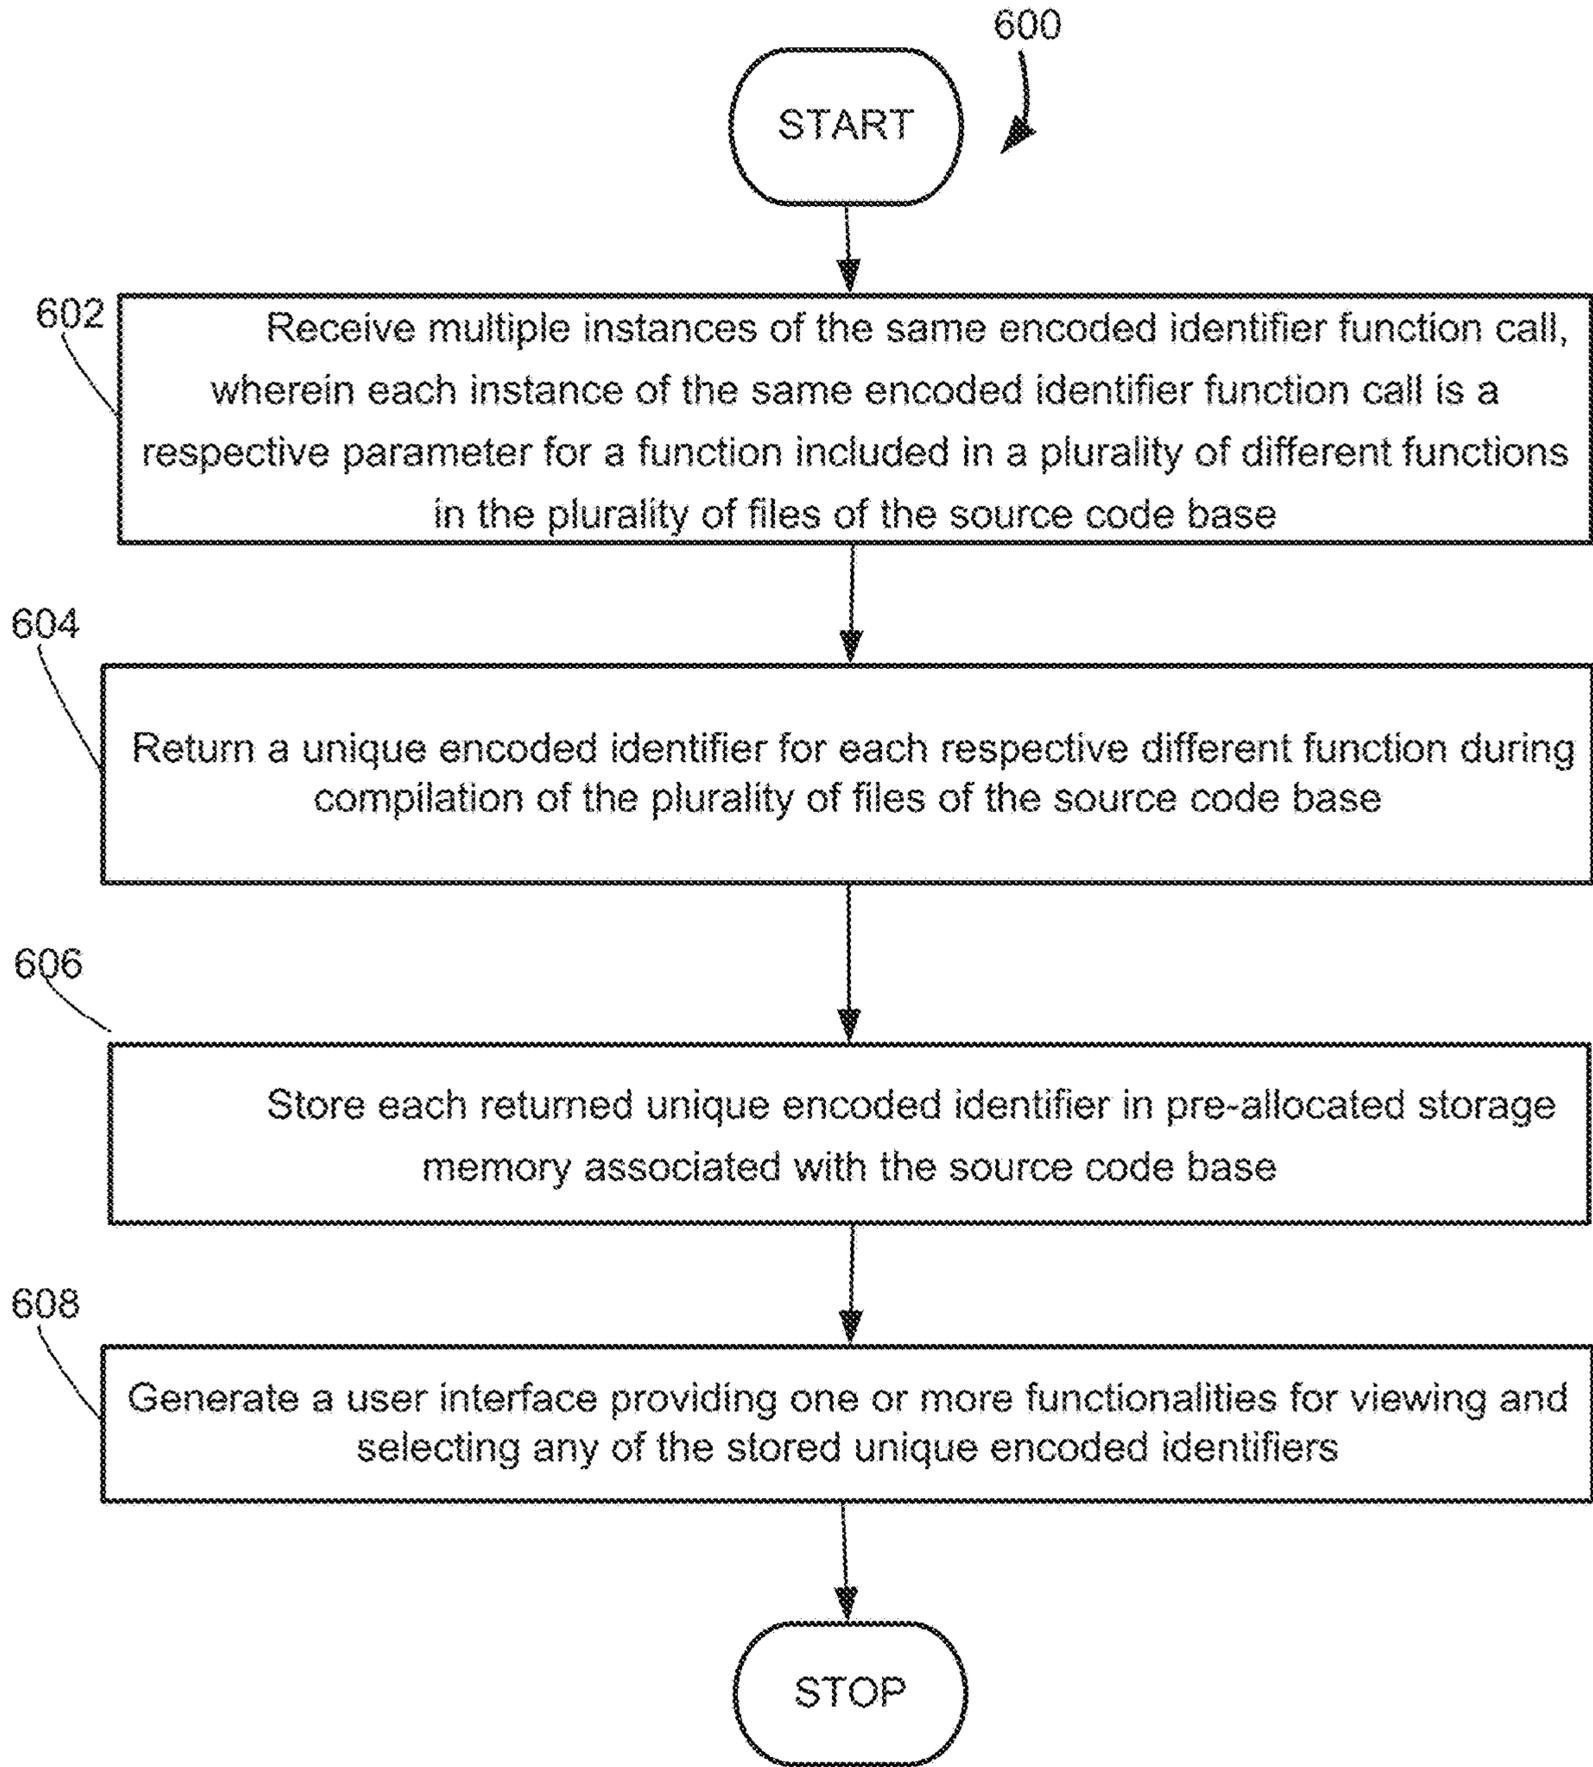 600
START
602
Receive multiple instances of the same encoded identifier function call,
wherein each instance of the same encoded identifier function call is a
respective parameter for a function included in a plurality of different functions
in the plurality of files of the source code base
604
Return a unique encoded identifier for each respective different function during
compilation of the plurality of files of the source code base
606
Store each returned unique encoded identifier in pre-allocated storage
memory associated with the source code base
608
Generate a user interface providing one or more functionalities for viewing and
selecting any of the stored unique encoded identifiers
STOP